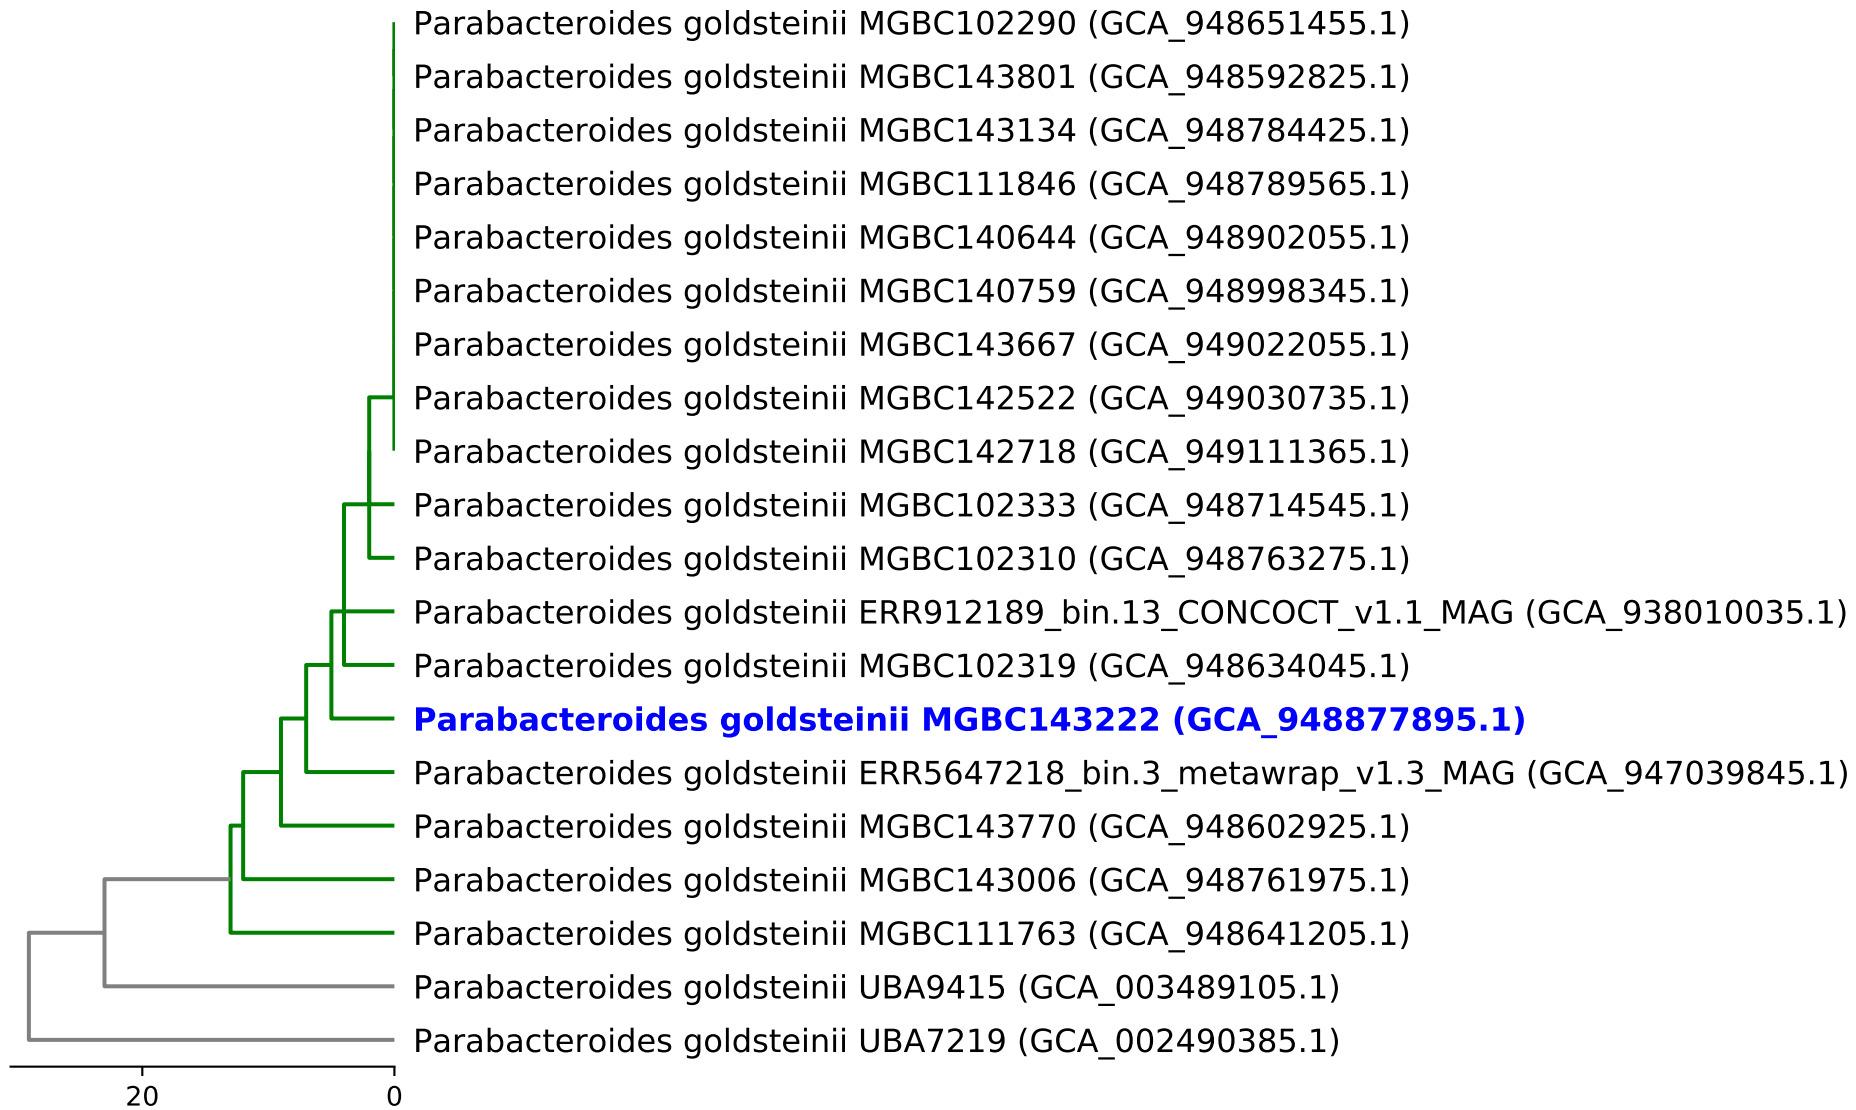 Parabacteroides goldsteinii MGBC102290 (GCA_948651455.1)
Parabacteroides goldsteinii MGBC143801 (GCA_948592825.1)
Parabacteroides goldsteinii MGBC143134 (GCA_948784425.1)
Parabacteroides goldsteinii MGBC111846 (GCA_948789565.1)
Parabacteroides goldsteinii MGBC140644 (GCA_948902055.1)
Parabacteroides goldsteinii MGBC140759 (GCA_948998345.1)
Parabacteroides goldsteinii MGBC143667 (GCA_949022055.1)
Parabacteroides goldsteinii MGBC142522 (GCA_949030735.1)
Parabacteroides goldsteinii MGBC142718 (GCA_949111365.1)
Parabacteroides goldsteinii MGBC102333 (GCA_948714545.1)
Parabacteroides goldsteinii MGBC102310 (GCA_948763275.1)
Parabacteroides goldsteinii ERR912189_bin.13_CONCOCT_v1.1_MAG (GCA_938010035.1)
Parabacteroides goldsteinii MGBC102319 (GCA_948634045.1)
Parabacteroides goldsteinii MGBC143222 (GCA_948877895.1)
Parabacteroides goldsteinii ERR5647218_bin.3_metawrap_v1.3_MAG (GCA_947039845.1)
Parabacteroides goldsteinii MGBC143770 (GCA_948602925.1)
Parabacteroides goldsteinii MGBC143006 (GCA_948761975.1)
Parabacteroides goldsteinii MGBC111763 (GCA_948641205.1)
Parabacteroides goldsteinii UBA9415 (GCA_003489105.1)
Parabacteroides goldsteinii UBA7219 (GCA_002490385.1)
20 0